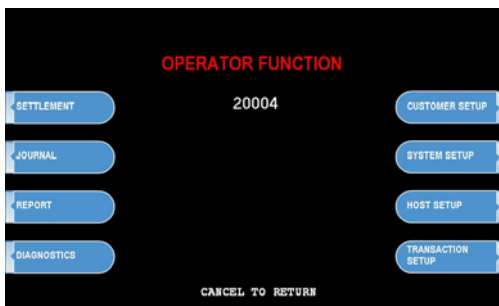 OPERATOR FUNCTION
20004
SETTLEMENT
CUSTOMER SETUP
JOURNAL
SYSTEM SETUP
REPORT
HOST SETUP
DIAGNOSTICS
TRANSACTION
SETUP
CANCEL TO RETURN